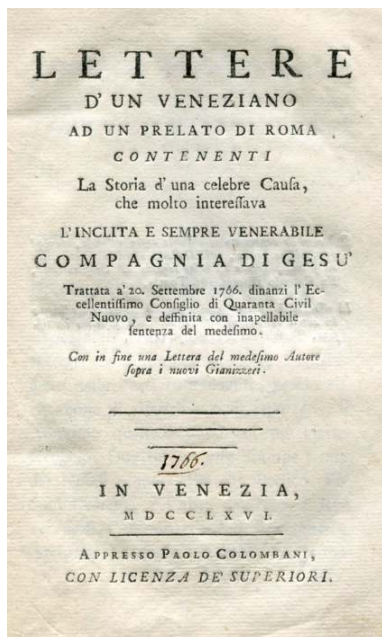 LETTERE
D' UN VENEZIANO
AD UN PRELATO DI ROMA
CONTENENTI
La Storia d' una celebre Cauſa,
che molto intereſſava
L' INCLITA E SEMPRE VENERABILE
COMPAGNIA DI GESU'
Trattata a' 20. Settembre 1766. dinanzi l' Ec-
cellentiſſimo Conſiglio di Quaranta Civil
Nuovo, e deffinita con inapellabile
ſentenza del medeſimo.
Con in fine una Lettera del medeſimo Autore
ſopra i nuovi Gianizzeri.
1766.
IN VENEZIA,
MDCCLXVI.
APPRESSO PAOLO COLOMBANI,
CON LICENZA DE' SUPERIORI.